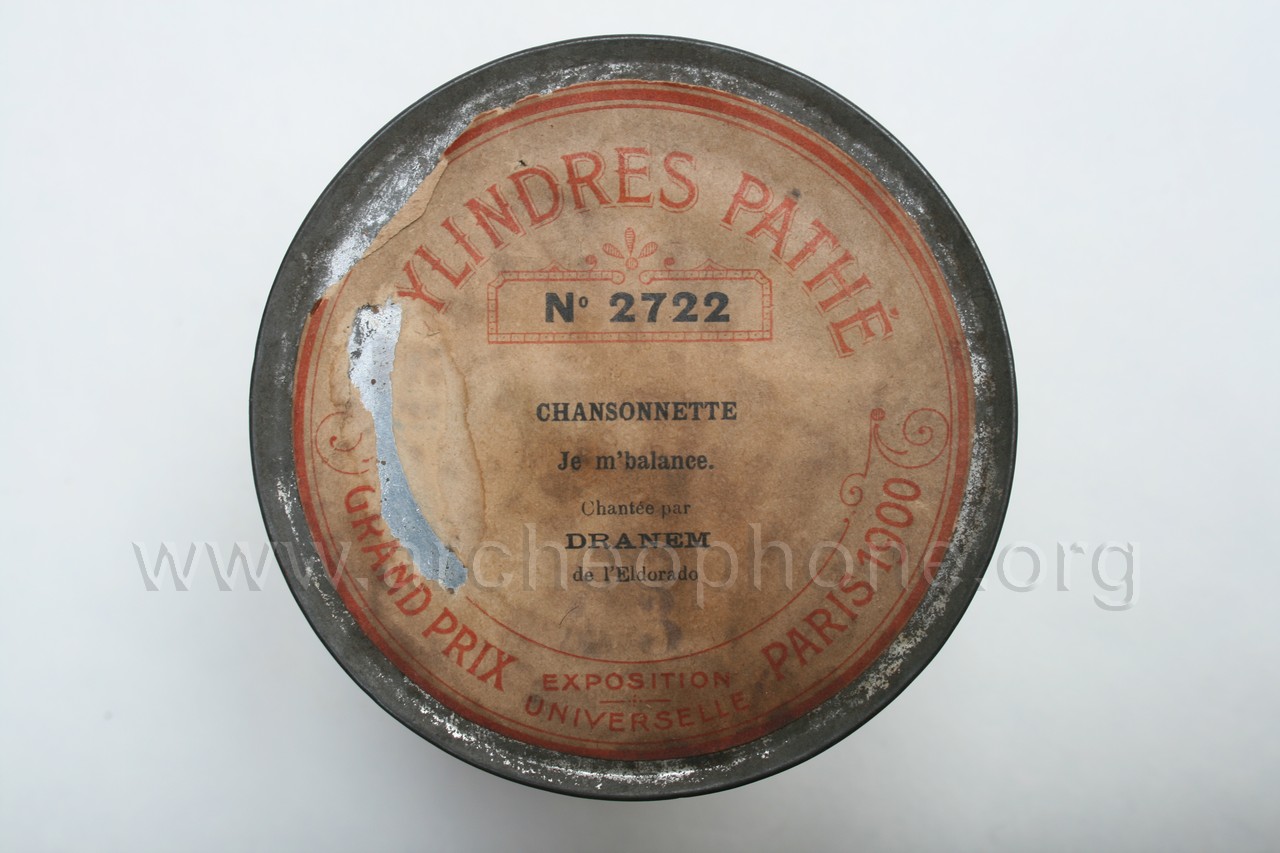 YLINDRES PATHÉ
Nº 2722
CHANSONNETTE
Je m'balance.
Chantée par
DRANEM
de l'Eldorado
GRAND PRIX
EXPOSITION
UNIVERSELLE
PARIS 1900
www.archeophone.org